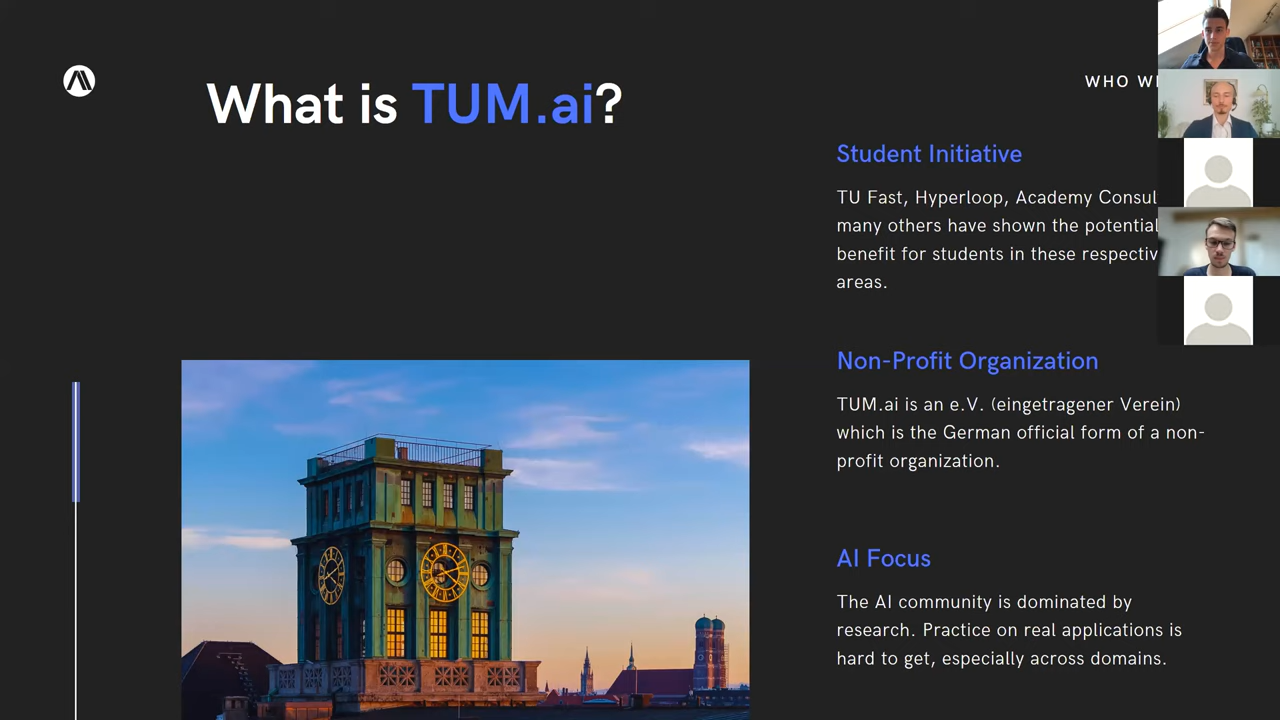 What is TUM.ai?
WHO
Student Initiative
TU Fast, Hyperloop, Academy
many others have shown the potential
benefit for students in these
areas.
Non-Profit Organization
TUM.ai is an e.V. (eingetragener Verein)
which is the German official form of a non-
profit organization.
AI Focus
The AI community is dominated by
research. Practice on real applications is
hard to get, especially across domains.